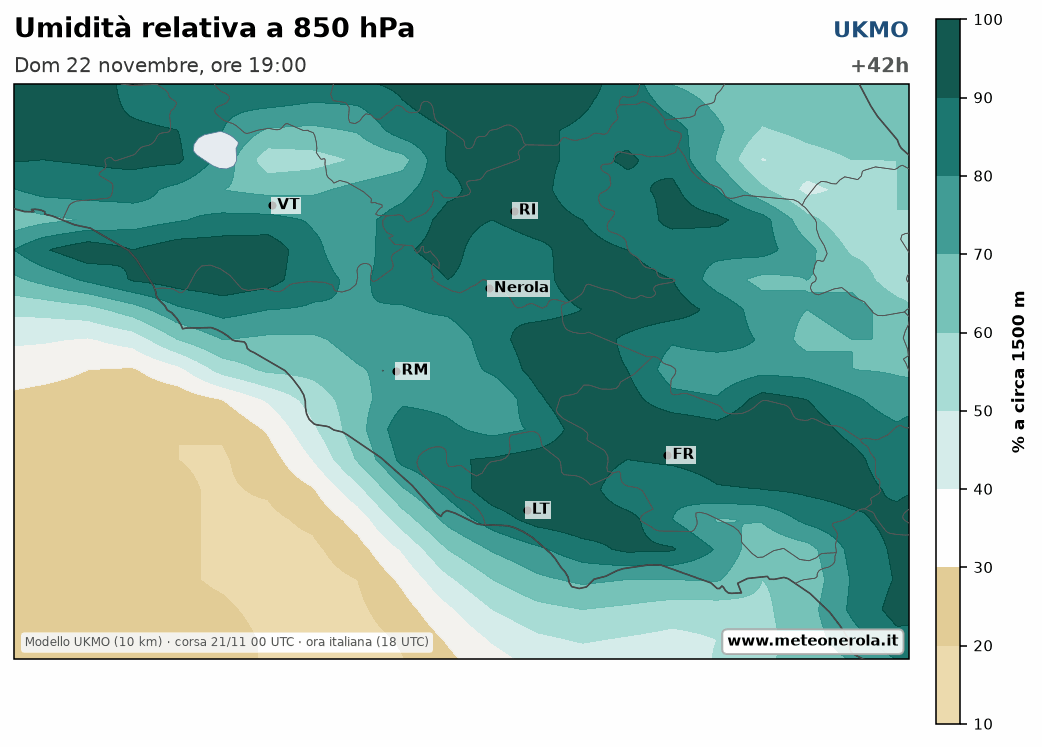 Umidità relativa a 850 hPa
UKMO
Dom 22 novembre, ore 19:00
+42h
100
90
80
70
60
50
40
30
20
10
% a circa 1500 m
VT
RI
Nerola
RM
FR
LT
Modello UKMO (10 km) · corsa 21/11 00 UTC · ora italiana (18 UTC)
www.meteonerola.it